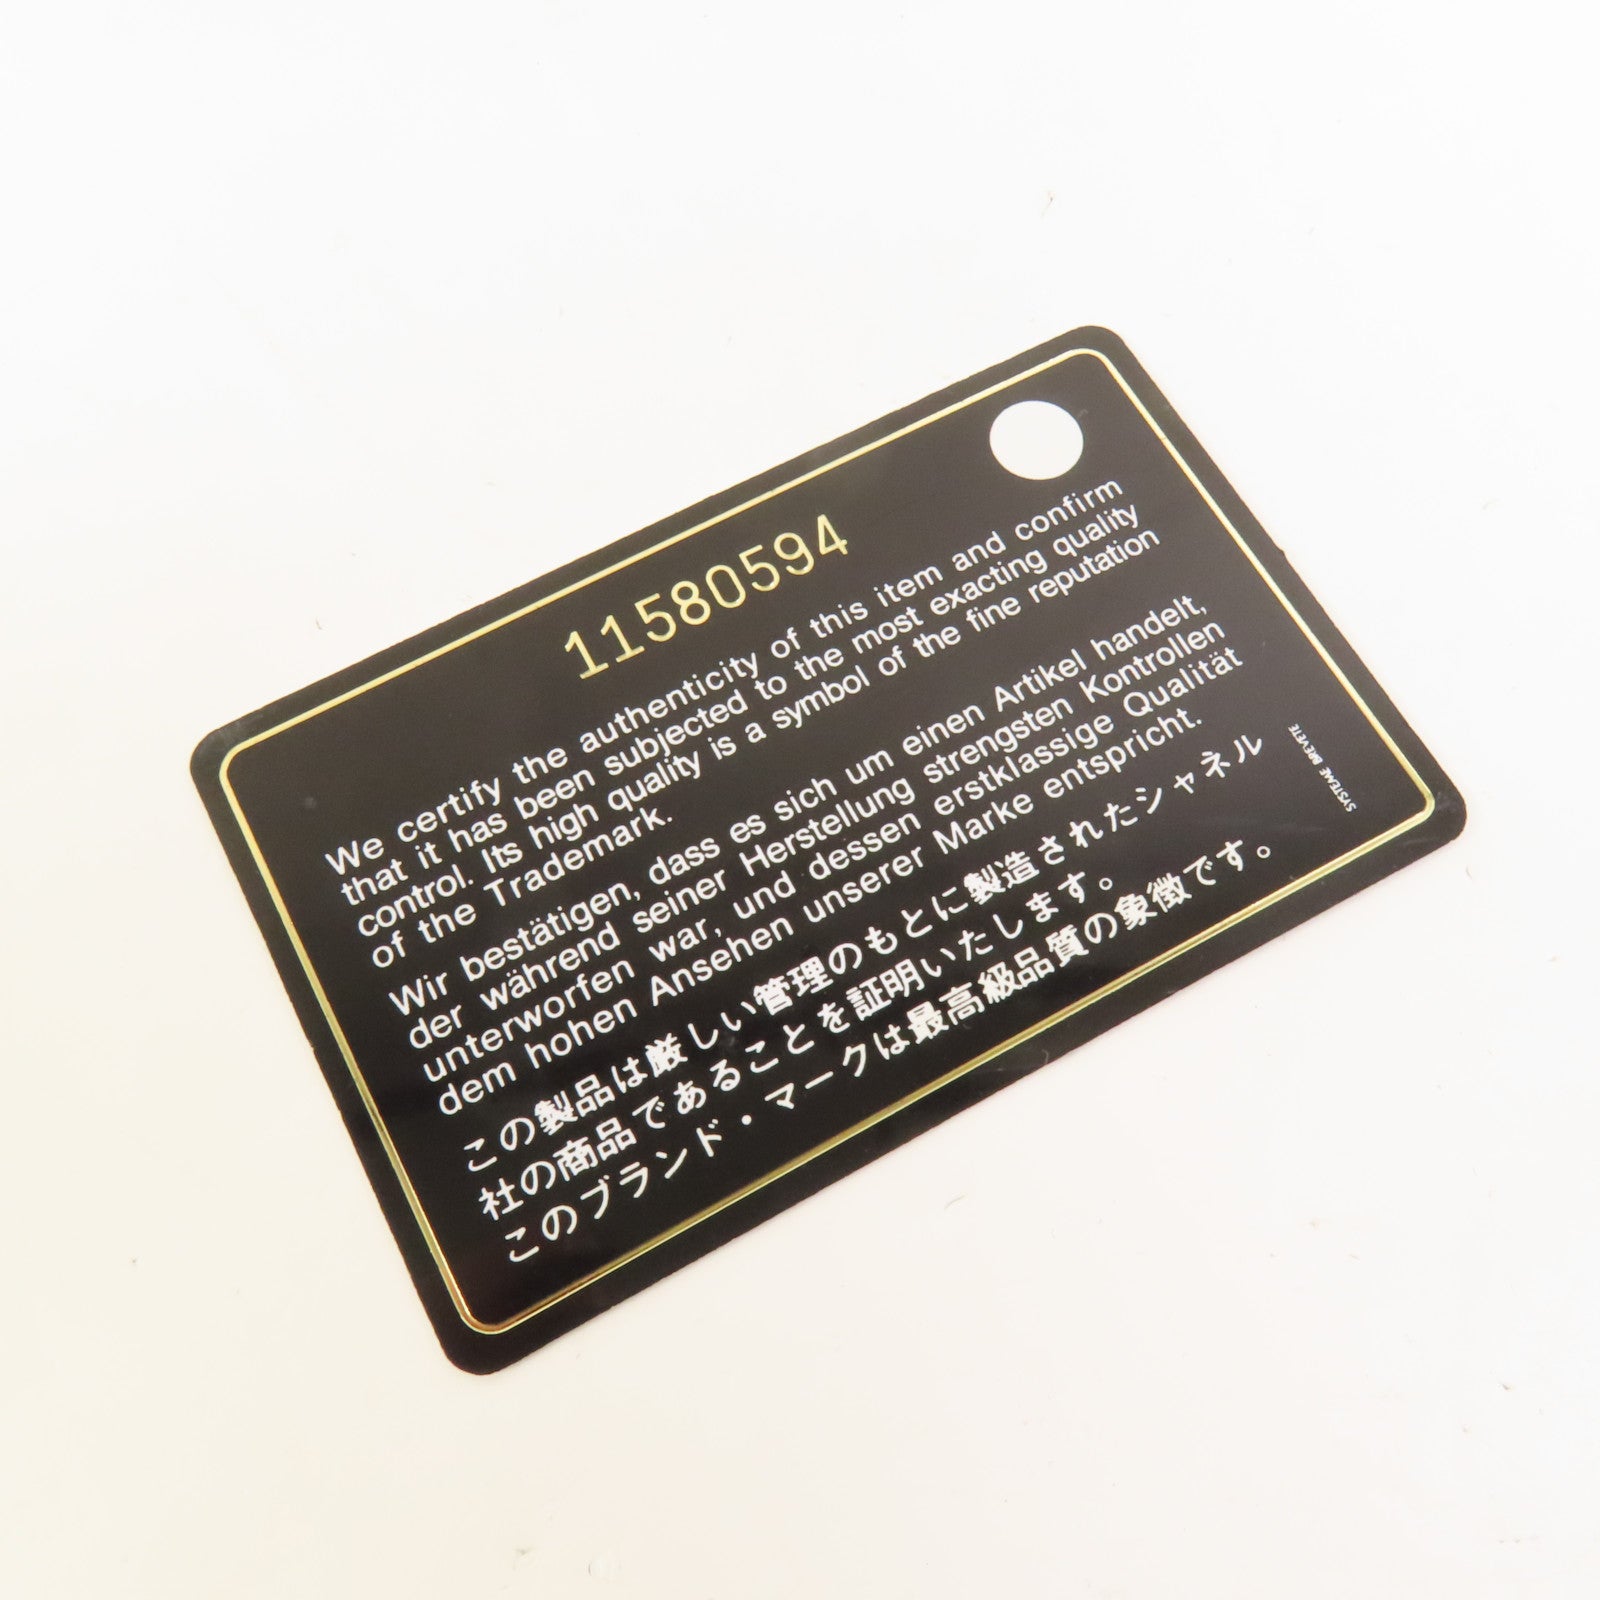 11580594
We certify the authenticity of this item and confirm
that it has been subjected to the most exacting quality
control. Its high quality is a symbol of the fine reputation
of the Trademark.
Wir bestätigen, dass es sich um einen Artikel handelt,
der während seiner Herstellung strengsten Kontrollen
unterworfen war, und dessen erstklassige Qualität
dem hohen Ansehen unserer Marke entspricht.
この製品は厳しい管理のもとに製造されたシャネル
社の商品であることを証明いたします。
このブランド・マークは最高級品質の象徴です。
SYSTEME BREVETE